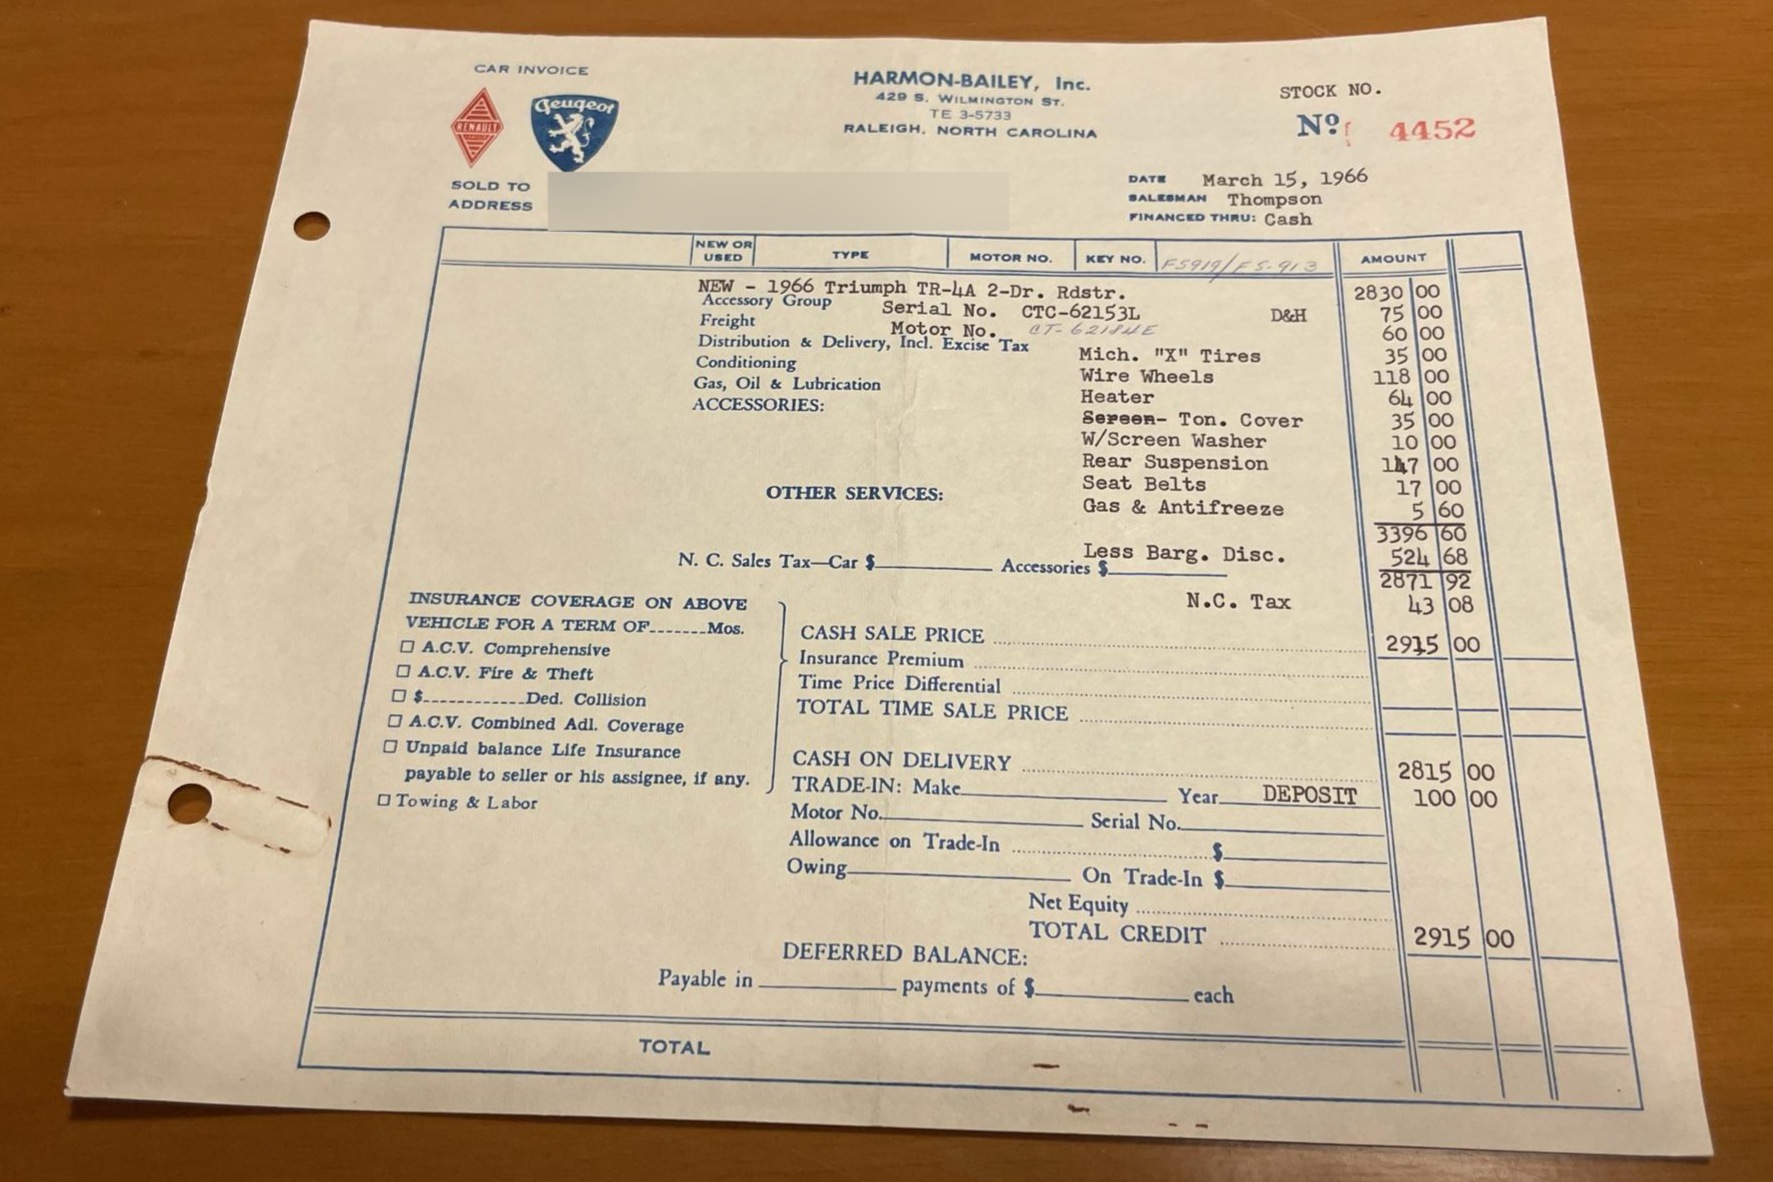 CAR INVOICE
RENAULT
Peugeot
HARMON-BAILEY, Inc.
429 S. WILMINGTON ST.
TE 3-5733
RALEIGH, NORTH CAROLINA
STOCK NO.
Nº 4452
SOLD TO
ADDRESS
DATE March 15, 1966
SALESMAN Thompson
FINANCED THRU: Cash
NEW OR USED TYPE MOTOR NO. KEY NO. FS919/FS-913 AMOUNT
NEW - 1966 Triumph TR-4A 2-Dr. Rdstr. 2830 00
Accessory Group Serial No. CTC-62153L D&H 75 00
Freight Motor No. 60 00
Distribution & Delivery, Incl. Excise Tax Mich. "X" Tires 35 00
Conditioning Wire Wheels 118 00
Gas, Oil & Lubrication Heater 64 00
ACCESSORIES: Screen- Ton. Cover 35 00
W/Screen Washer 10 00
Rear Suspension 147 00
OTHER SERVICES: Seat Belts 17 00
Gas & Antifreeze 5 60
3396 60
Less Barg. Disc. 524 68
N. C. Sales Tax—Car $ Accessories $ 2871 92
N.C. Tax 43 08
INSURANCE COVERAGE ON ABOVE
VEHICLE FOR A TERM OF Mos.
A.C.V. Comprehensive
A.C.V. Fire & Theft
$ Ded. Collision
A.C.V. Combined Adl. Coverage
Unpaid balance Life Insurance
payable to seller or his assignee, if any.
Towing & Labor
CASH SALE PRICE 2915 00
Insurance Premium
Time Price Differential
TOTAL TIME SALE PRICE
CASH ON DELIVERY 2815 00
TRADE-IN: Make Year DEPOSIT 100 00
Motor No. Serial No.
Allowance on Trade-In $
Owing On Trade-In $
Net Equity
TOTAL CREDIT 2915 00
DEFERRED BALANCE:
Payable in payments of $ each
TOTAL